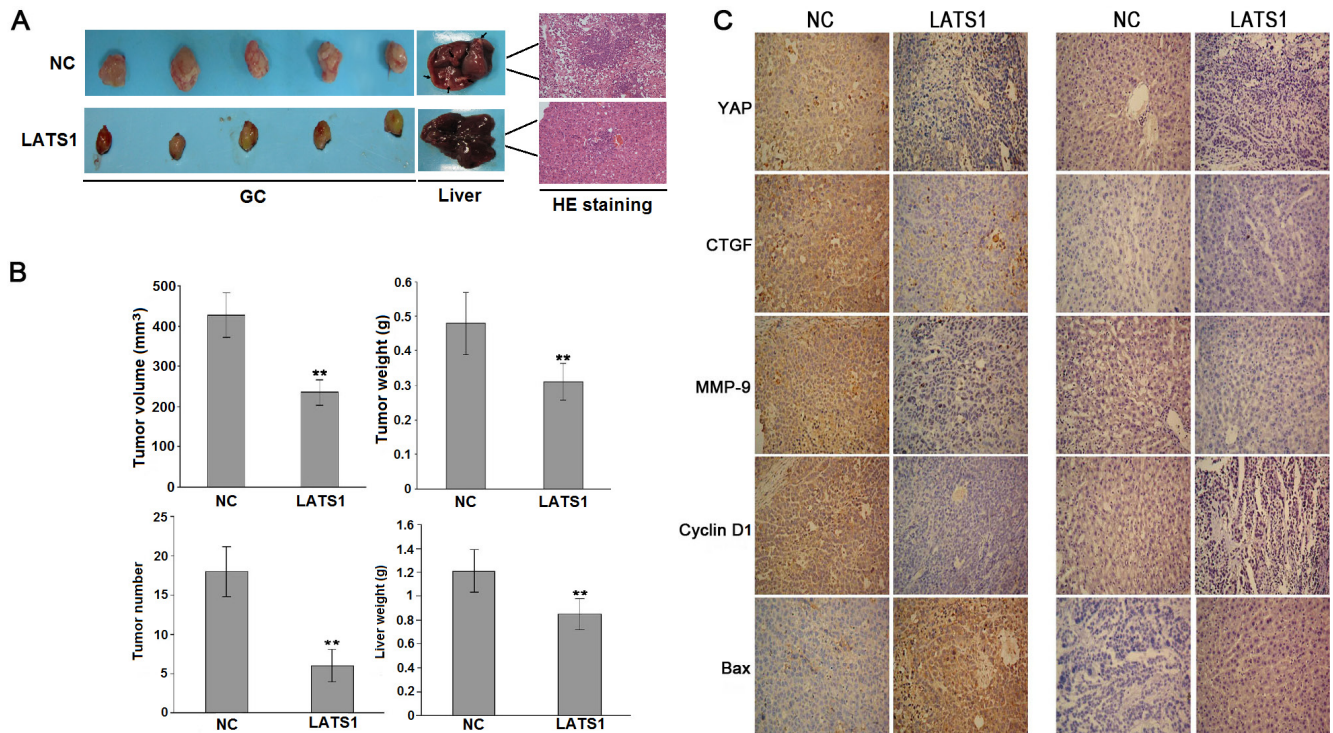 A
NC
LATS1
GC
Liver
HE staining
B
Tumor volume (mm³)
500
400
300
200
100
0
NC
LATS1
**
Tumor weight (g)
0.6
0.5
0.4
0.3
0.2
0.1
0
NC
LATS1
**
Tumor number
25
20
15
10
5
0
NC
LATS1
**
Liver weight (g)
1.6
1.4
1.2
1
0.8
0.6
0.4
0.2
0
NC
LATS1
**
C
NC LATS1 NC LATS1
YAP
CTGF
MMP-9
Cyclin D1
Bax